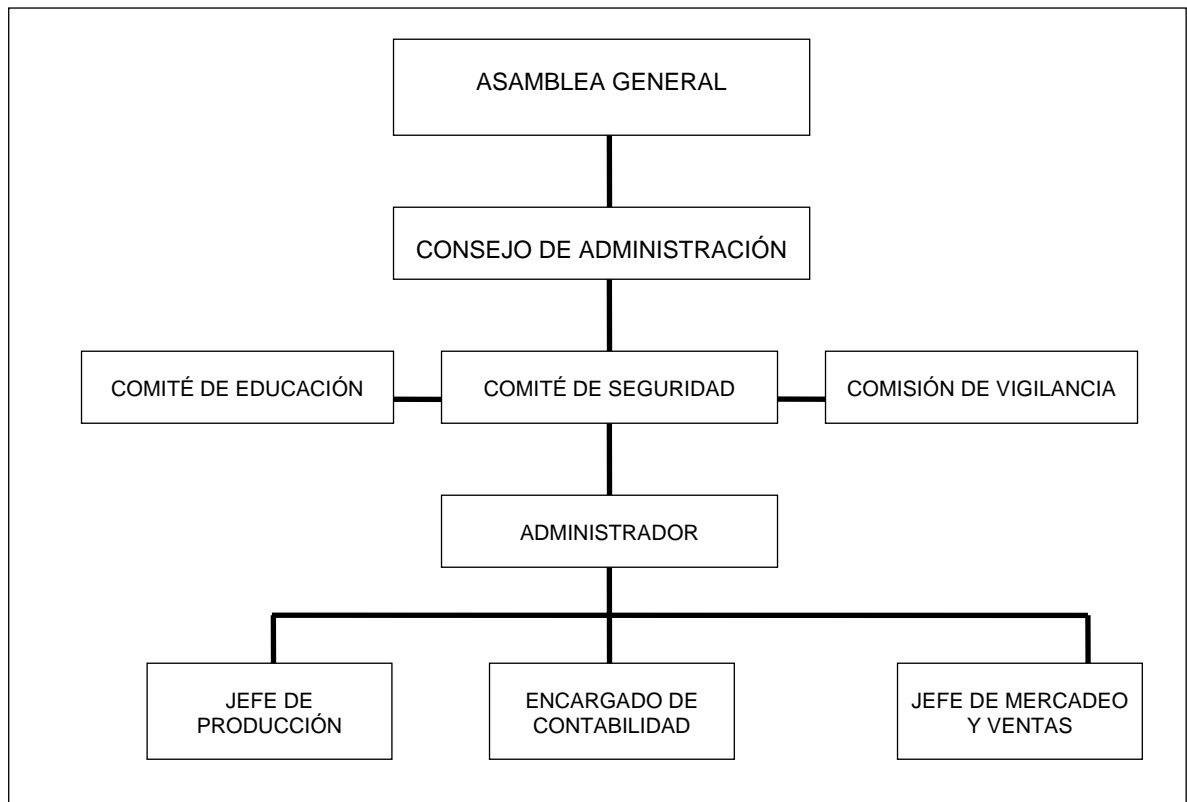 ASAMBLEA GENERAL
CONSEJO DE ADMINISTRACIÓN
COMITÉ DE EDUCACIÓN
COMITÉ DE SEGURIDAD
COMISIÓN DE VIGILANCIA
ADMINISTRADOR
JEFE DE
PRODUCCIÓN
ENCARGADO DE
CONTABILIDAD
JEFE DE MERCADEO
Y VENTAS